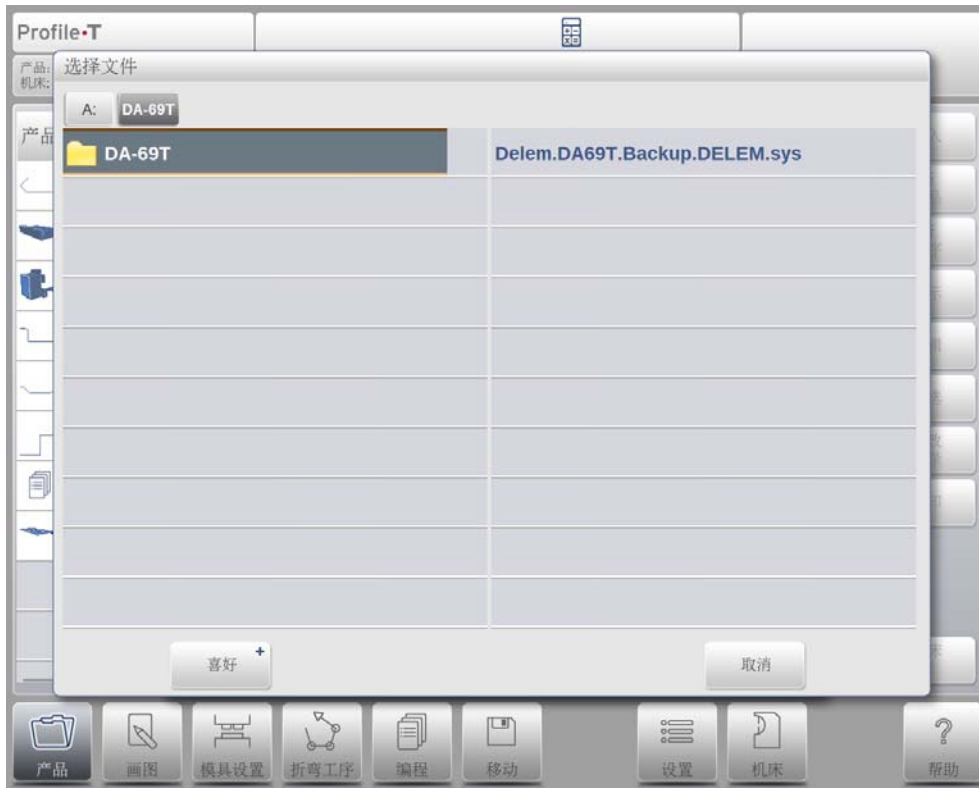 Profile·T
产品:
机床:
选择文件
A: DA-69T
产品
DA-69T
Delem.DA69T.Backup.DELEM.sys
喜好 +
取消
产品
画图
模具设置
折弯工序
编程
移动
设置
机床
帮助